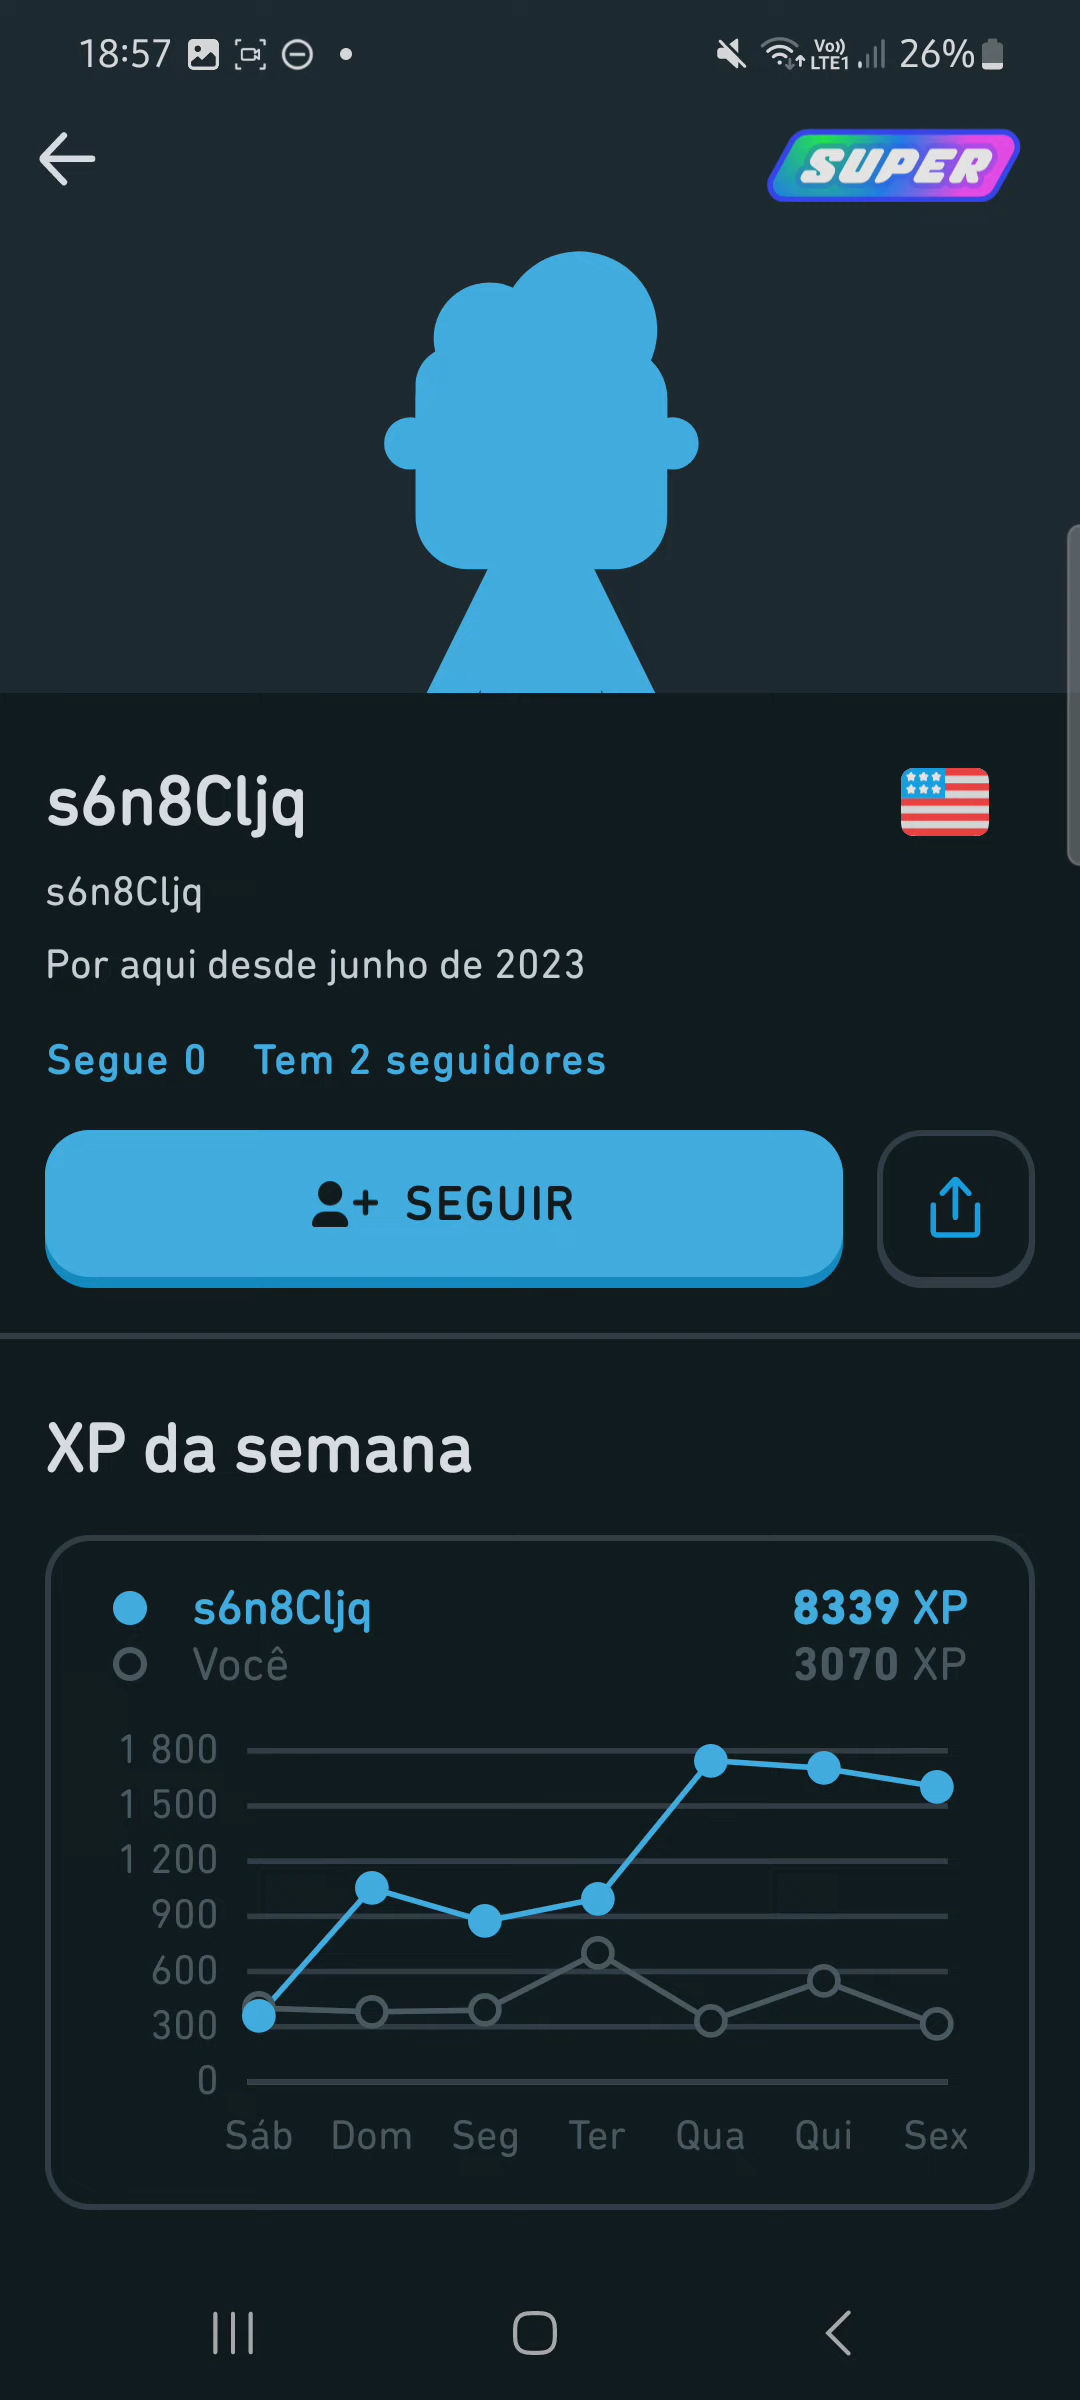 18:57 Vo)) LTE1 26%
SUPER
s6n8Cljq
s6n8Cljq
Por aqui desde junho de 2023
Segue 0 Tem 2 seguidores
SEGUIR
XP da semana
s6n8Cljq 8339 XP
Você 3070 XP
1 800
1 500
1 200
900
600
300
0
Sáb Dom Seg Ter Qua Qui Sex